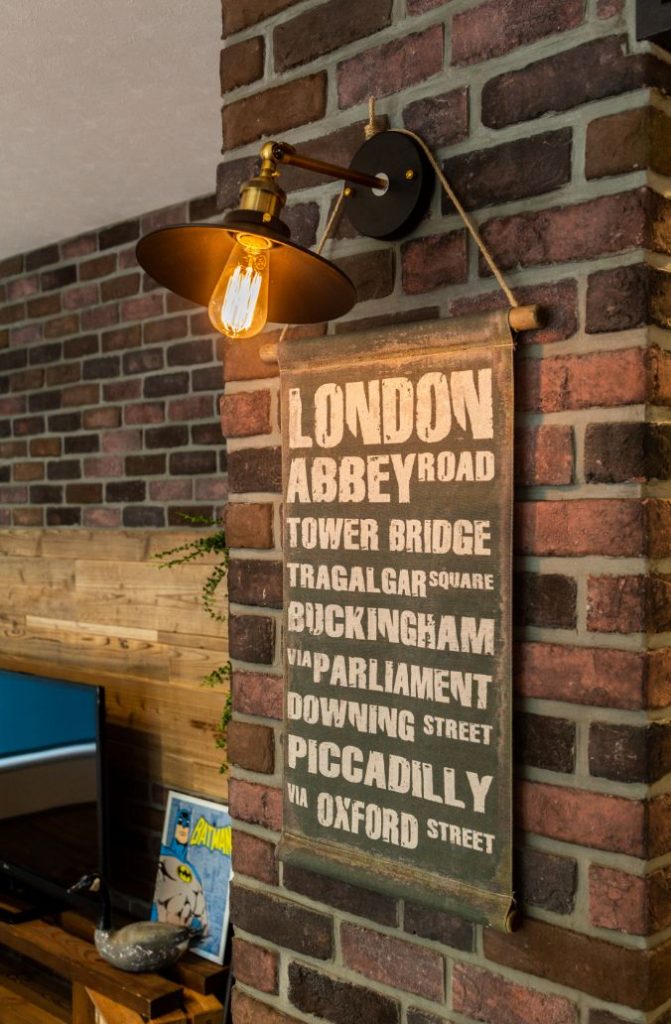 LONDON
ABBEY ROAD
TOWER BRIDGE
TRAGALGAR SQUARE
BUCKINGHAM
VIA PARLIAMENT
DOWNING STREET
PICCADILLY
VIA OXFORD STREET
BATMAN